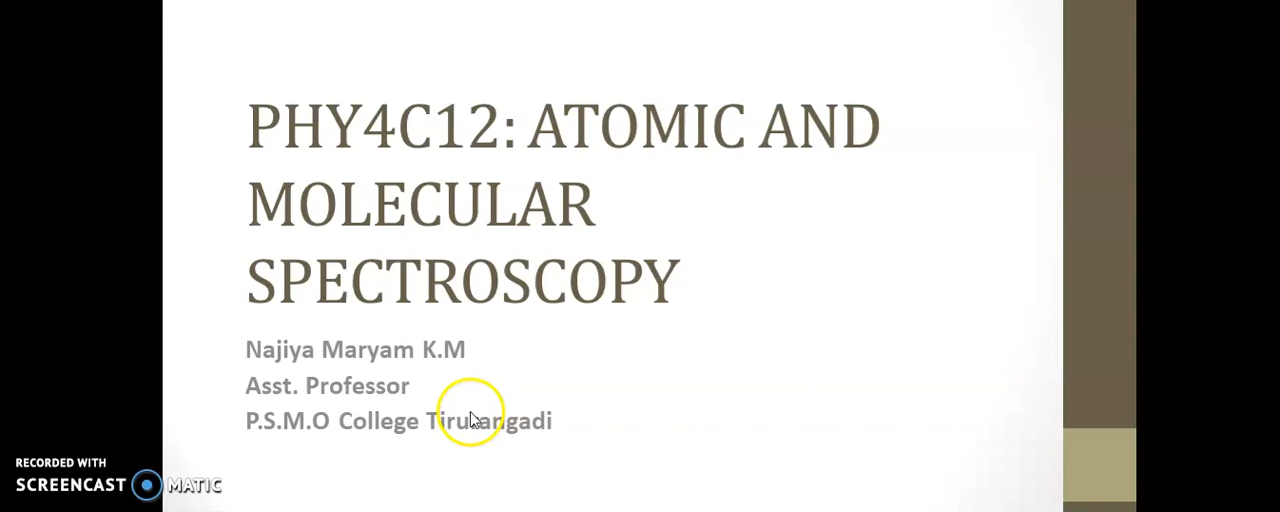 PHY4C12: ATOMIC AND
MOLECULAR
SPECTROSCOPY
Najiya Maryam K.M
Asst. Professor
P.S.M.O College Tirurangadi
RECORDED WITH
SCREENCAST MATIC